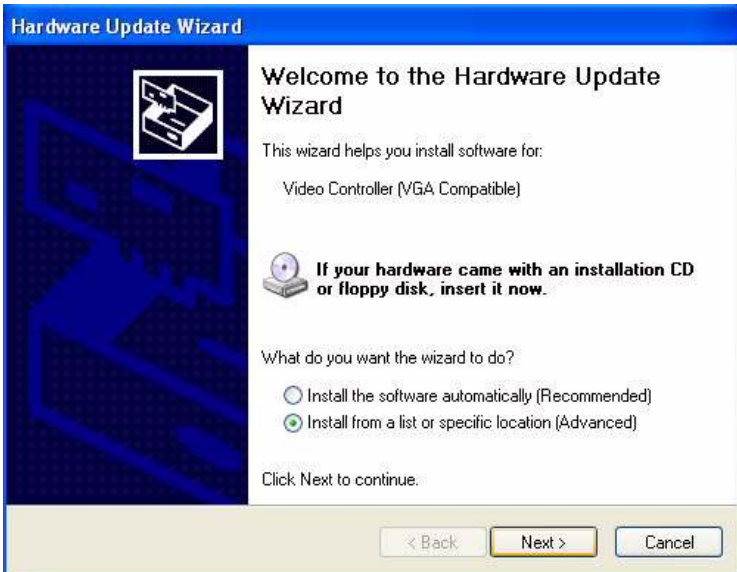 Hardware Update Wizard
Welcome to the Hardware Update
Wizard
This wizard helps you install software for:
Video Controller (VGA Compatible)
If your hardware came with an installation CD
or floppy disk, insert it now.
What do you want the wizard to do?
Install the software automatically (Recommended)
Install from a list or specific location (Advanced)
Click Next to continue.
< Back
Next >
Cancel